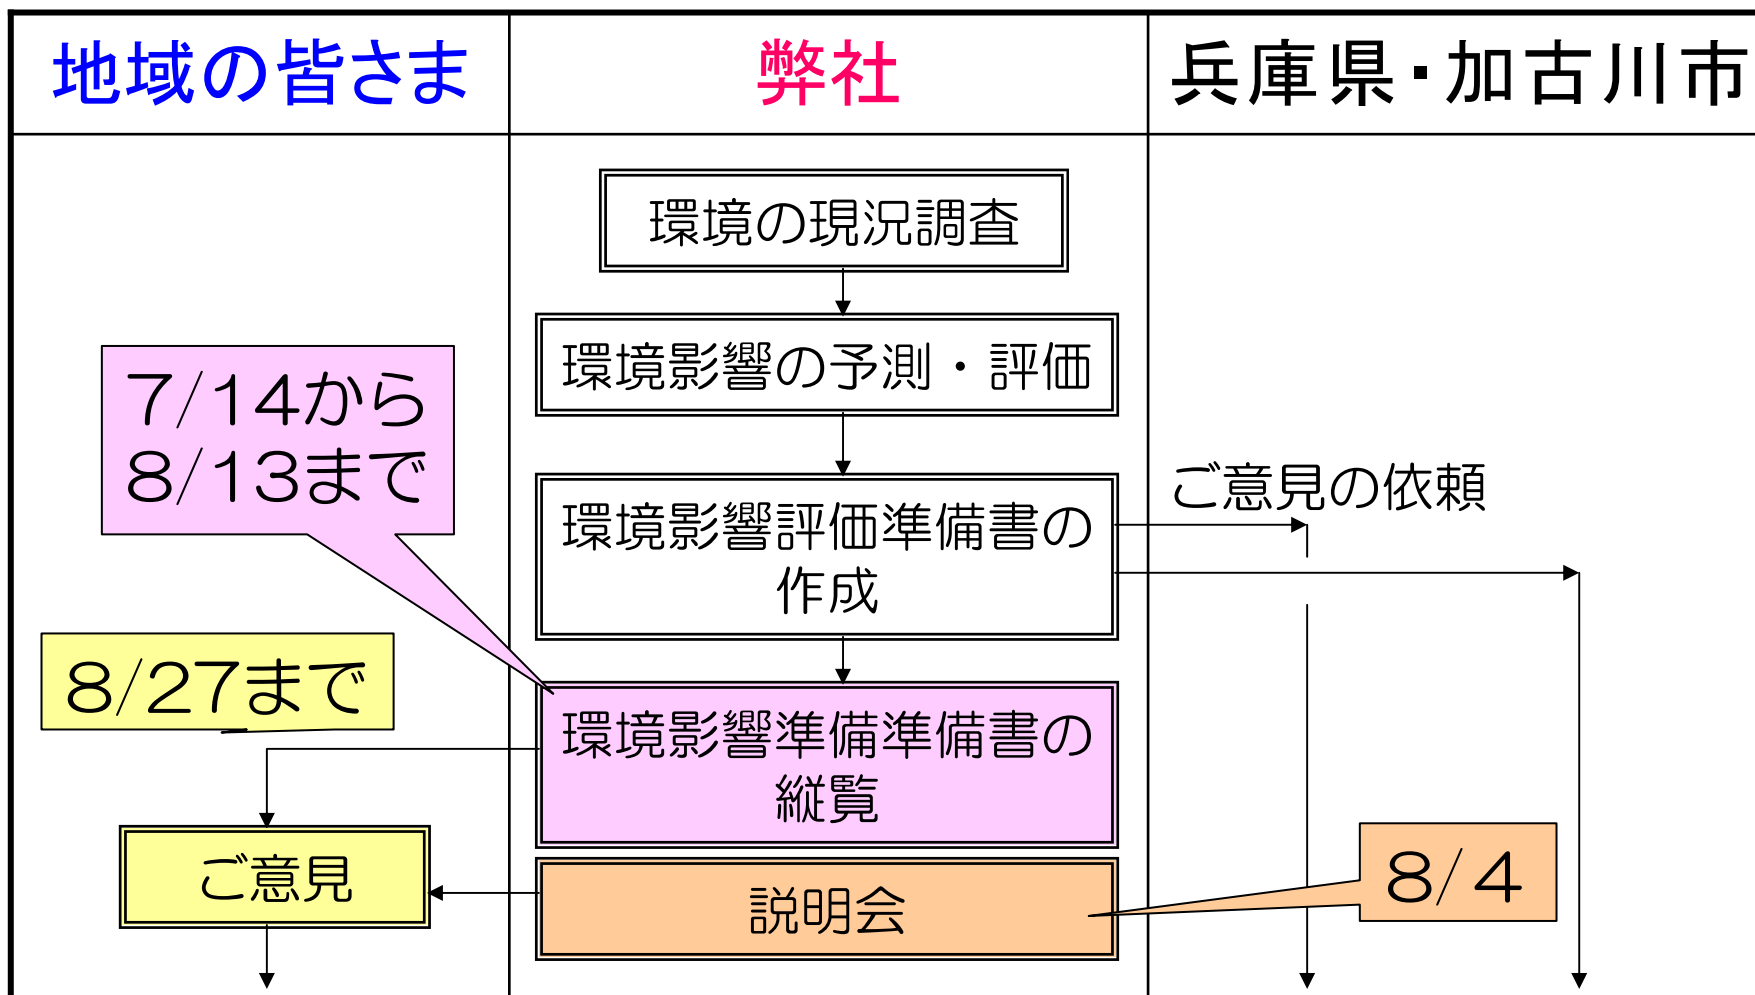 地域の皆さま
弊社
兵庫県・加古川市
環境の現況調査
環境影響の予測・評価
7/14から
8/13まで
ご意見の依頼
環境影響評価準備書の
作成
8/27まで
環境影響準備準備書の
縦覧
ご意見
説明会
8/4